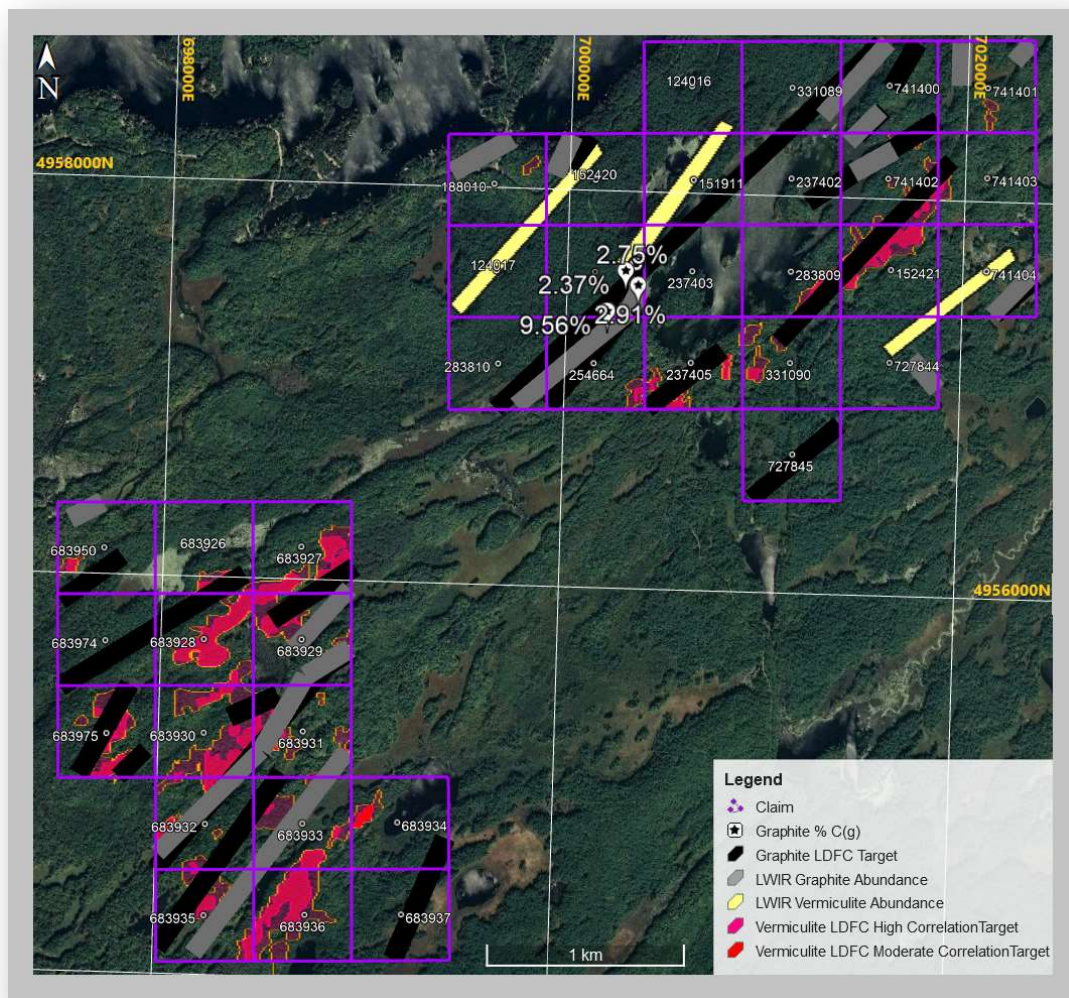 N
698000E
700000E
702000E
4958000N
124016
331089
741400
741401
188010
152420
151911
237402
741402
741403
124017
2.75%
2.37%
237403
283809
152421
741404
9.56%
2.91%
283810
254664
237405
331090
727844
727845
683950
683926
683927
4956000N
683974
683928
683929
683975
683930
683931
683932
683933
683934
683935
683936
683937
1 km
Legend
Claim
Graphite % C(g)
Graphite LDFC Target
LWIR Graphite Abundance
LWIR Vermiculite Abundance
Vermiculite LDFC High CorrelationTarget
Vermiculite LDFC Moderate CorrelationTarget